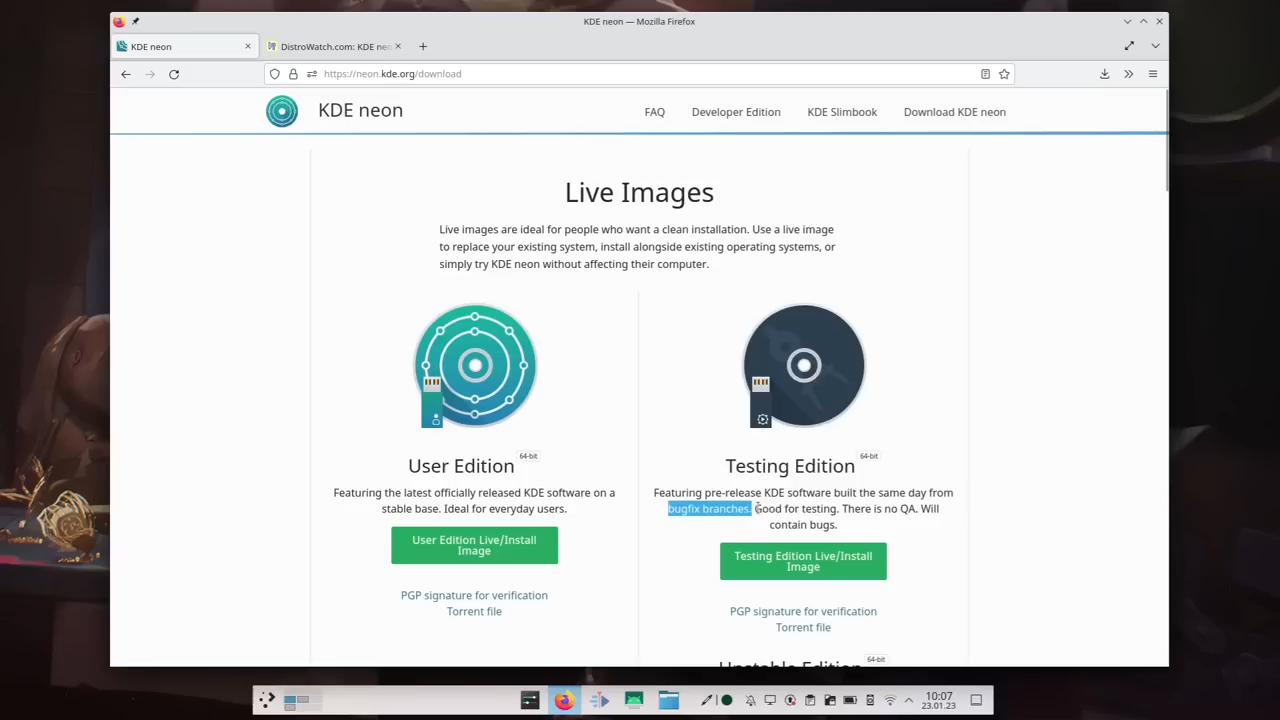 KDE neon — Mozilla Firefox
KDE neon
DistroWatch.com: KDE neo
https://neon.kde.org/download
KDE neon
FAQ
Developer Edition
KDE Slimbook
Download KDE neon
Live Images
Live images are ideal for people who want a clean installation. Use a live image
to replace your existing system, install alongside existing operating systems, or
simply try KDE neon without affecting their computer.
User Edition 64-bit
Featuring the latest officially released KDE software on a
stable base. Ideal for everyday users.
User Edition Live/Install
Image
PGP signature for verification
Torrent file
Testing Edition 64-bit
Featuring pre-release KDE software built the same day from
bugfix branches. Good for testing. There is no QA. Will
contain bugs.
Testing Edition Live/Install
Image
PGP signature for verification
Torrent file
Unstable Edition 64-bit
10:07
23.01.23